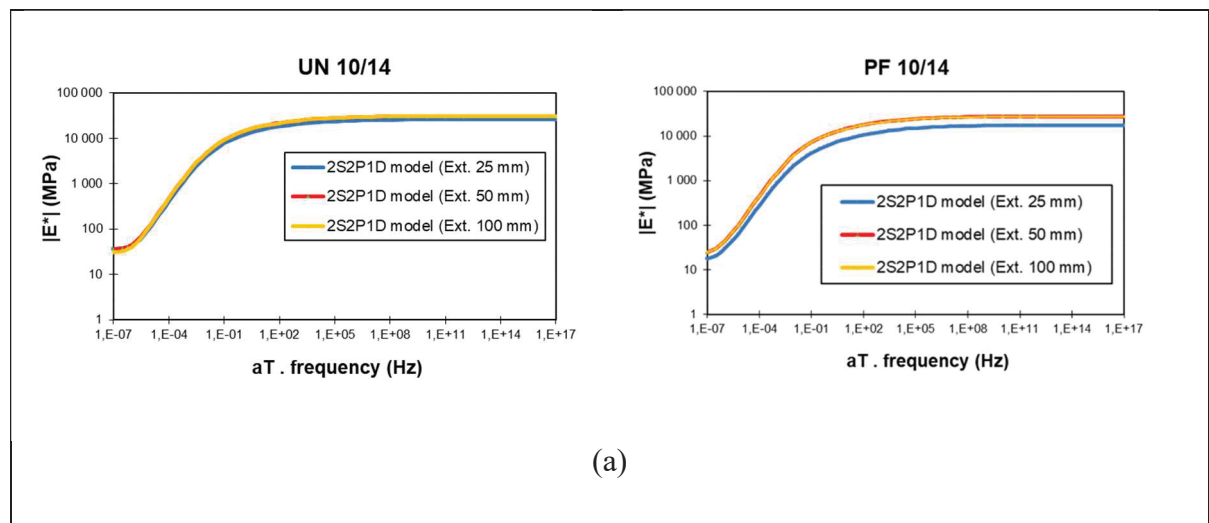 UN 10/14
100 000
10 000
1 000
100
10
1
|E*| (MPa)
1,E-07 1,E-04 1,E-01 1,E+02 1,E+05 1,E+08 1,E+11 1,E+14 1,E+17
aT . frequency (Hz)
2S2P1D model (Ext. 25 mm)
2S2P1D model (Ext. 50 mm)
2S2P1D model (Ext. 100 mm)
PF 10/14
100 000
10 000
1 000
100
10
1
|E*| (MPa)
1,E-07 1,E-04 1,E-01 1,E+02 1,E+05 1,E+08 1,E+11 1,E+14 1,E+17
aT . frequency (Hz)
2S2P1D model (Ext. 25 mm)
2S2P1D model (Ext. 50 mm)
2S2P1D model (Ext. 100 mm)
(a)